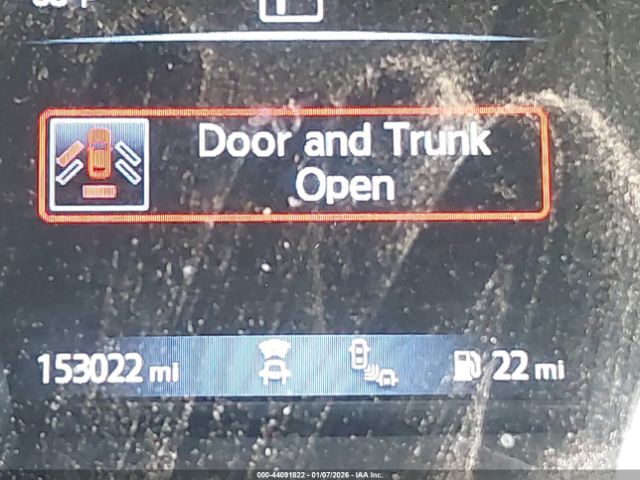 Door and Trunk
Open
153022 mi
22 mi
000-44091822 - 01/07/2026 - IAA Inc.